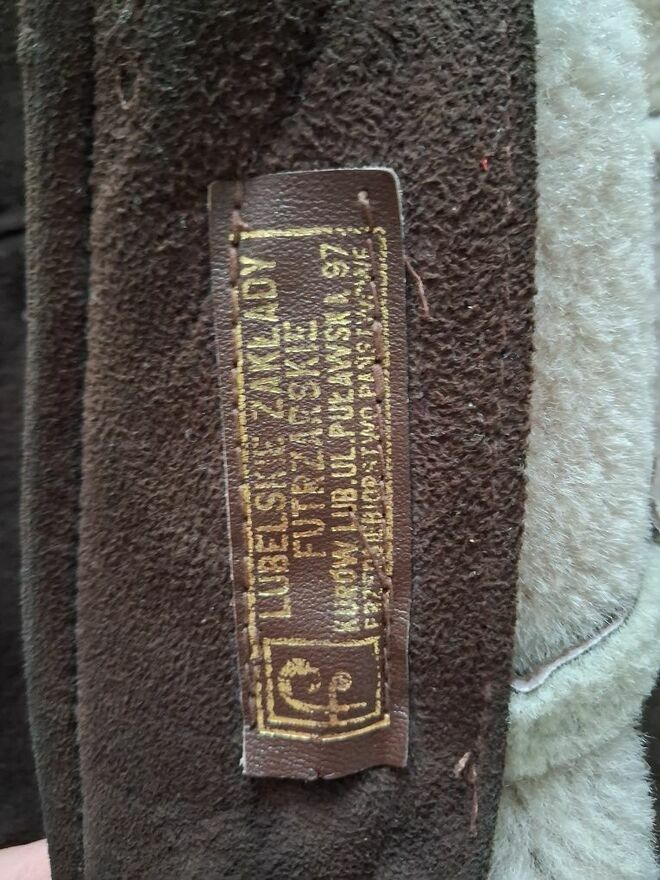 LUBELSKIE ZAKŁADY
FUTRZARSKIE
KURÓW LUB.UL.PUŁAWSKA 97
PRZEDSIĘBIORSTWO PAŃSTWOWE